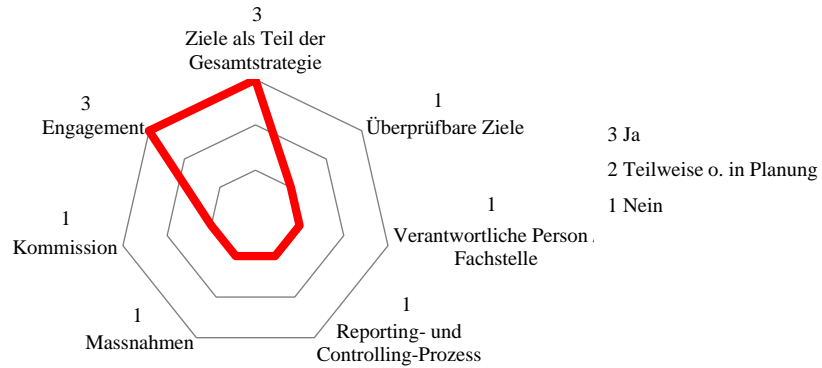 3
Ziele als Teil der
Gesamtstrategie
1
Überprüfbare Ziele
1
Verantwortliche Person
Fachstelle
1
Reporting- und
Controlling-Prozess
1
Massnahmen
1
Kommission
3
Engagement
3 Ja
2 Teilweise o. in Planung
1 Nein